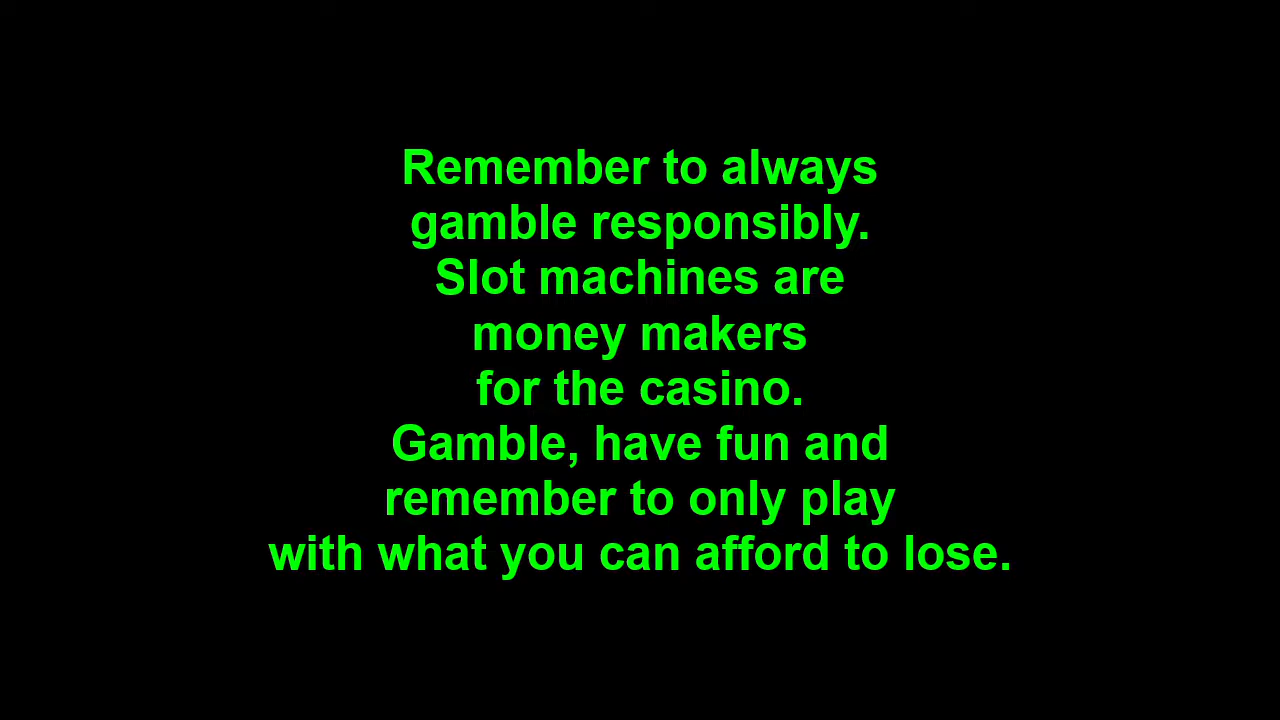 Remember to always
gamble responsibly.
Slot machines are
money makers
for the casino.
Gamble, have fun and
remember to only play
with what you can afford to lose.